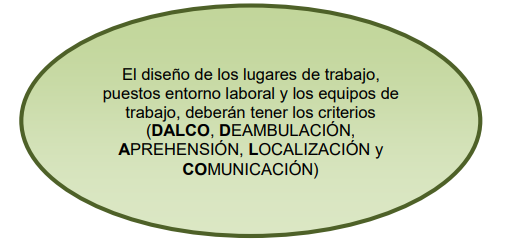 El diseño de los lugares de trabajo,
puestos entorno laboral y los equipos de
trabajo, deberán tener los criterios
(DALCO, DEAMBULACIÓN,
APREHENSIÓN, LOCALIZACIÓN y
COMUNICACIÓN)